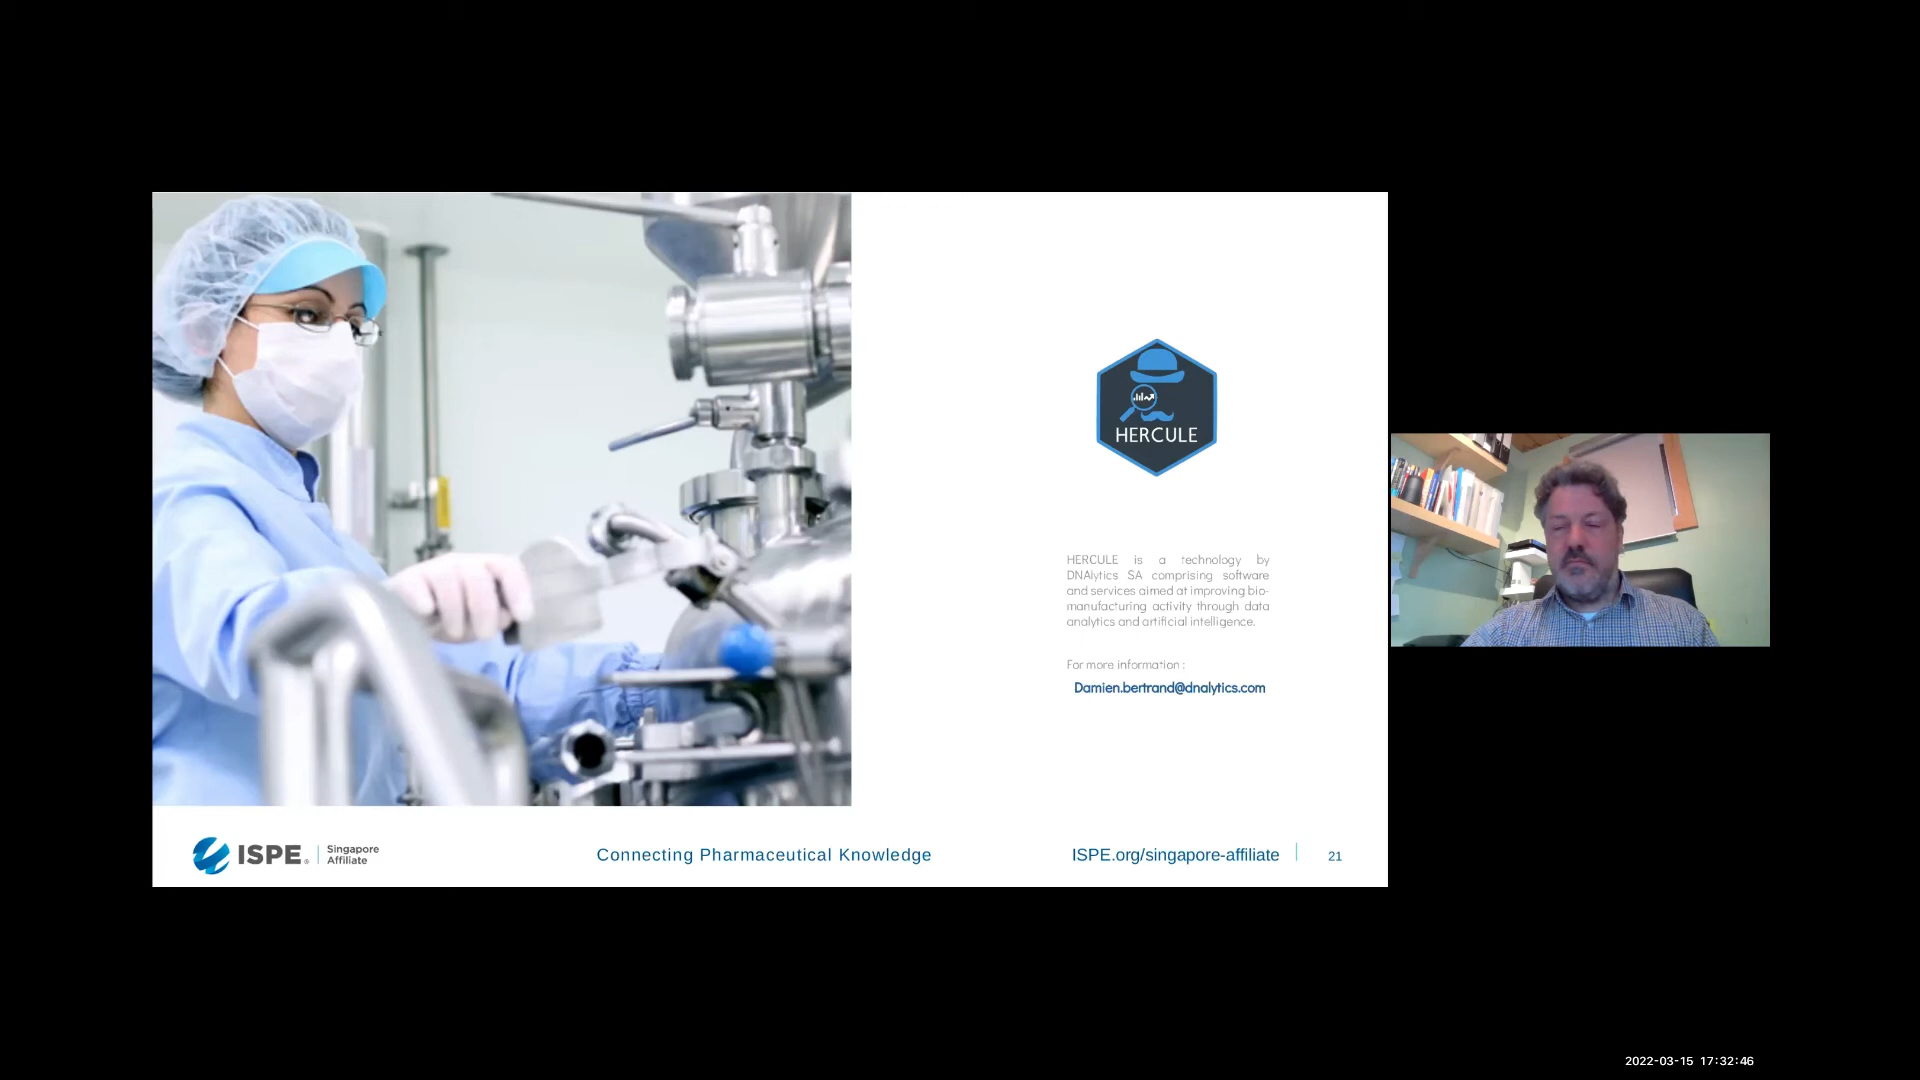 HERCULE
HERCULE is a technology by
DNAlytics SA comprising software
and services aimed at improving bio-
manufacturing activity through data
analytics and artificial intelligence.
For more information :
Damien.bertrand@dnalytics.com
ISPE® Singapore
Affiliate
Connecting Pharmaceutical Knowledge
ISPE.org/singapore-affiliate
21
2022-03-15 17:32:46